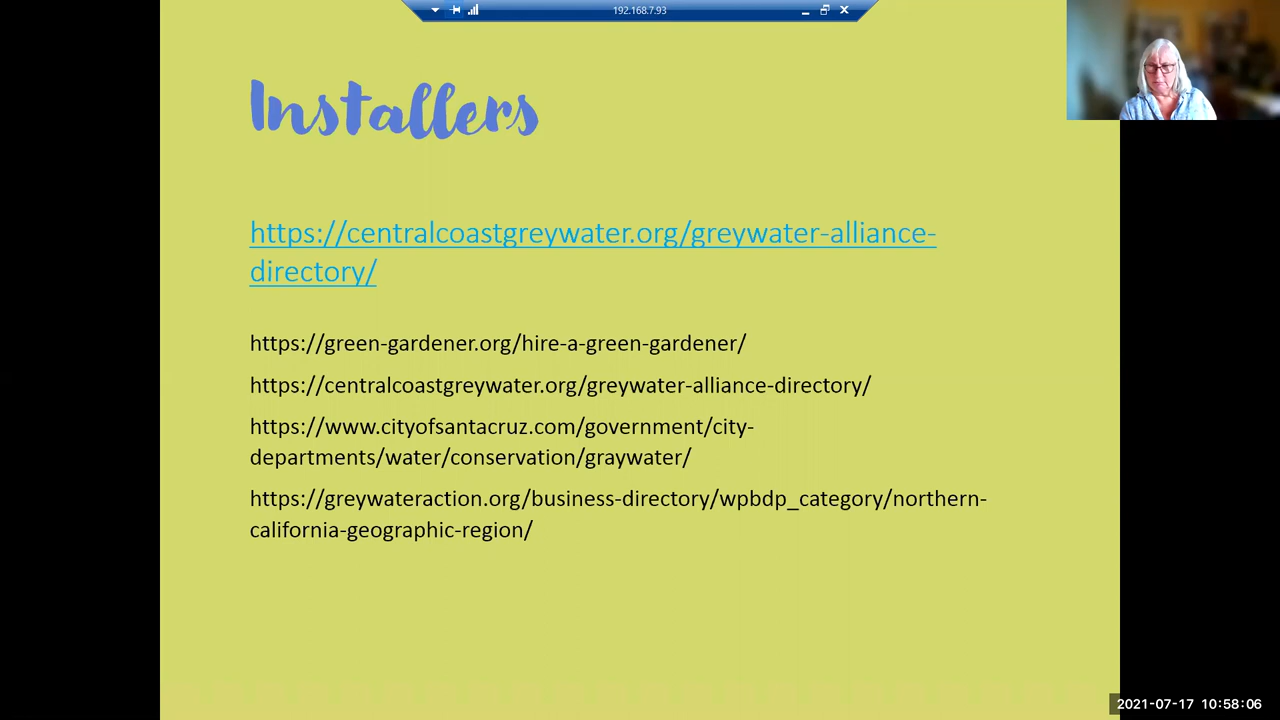 192.168.7.93
Installers
https://centralcoastgreywater.org/greywater-alliance-
directory/
https://green-gardener.org/hire-a-green-gardener/
https://centralcoastgreywater.org/greywater-alliance-directory/
https://www.cityofsantacruz.com/government/city-
departments/water/conservation/graywater/
https://greywateraction.org/business-directory/wpbdp_category/northern-
california-geographic-region/
2021-07-17 10:58:06